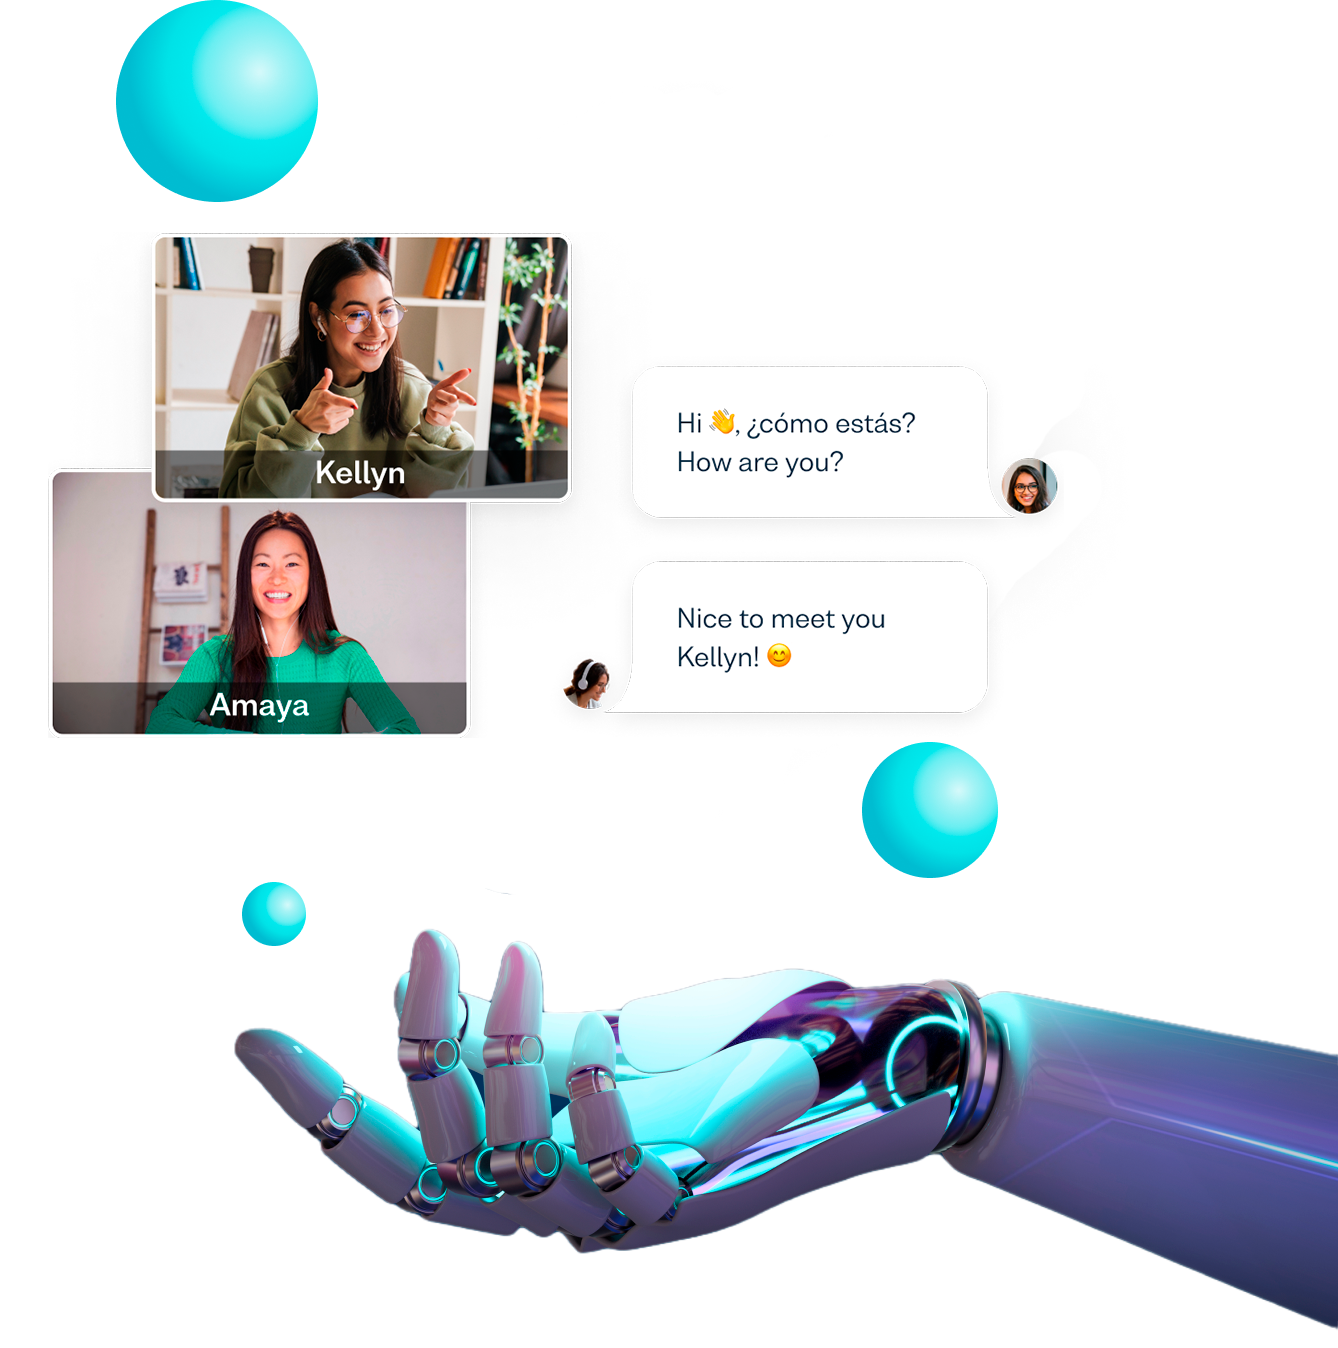 Kellyn
Amaya
Hi 👋, ¿cómo estás?
How are you?
Nice to meet you
Kellyn! 😊